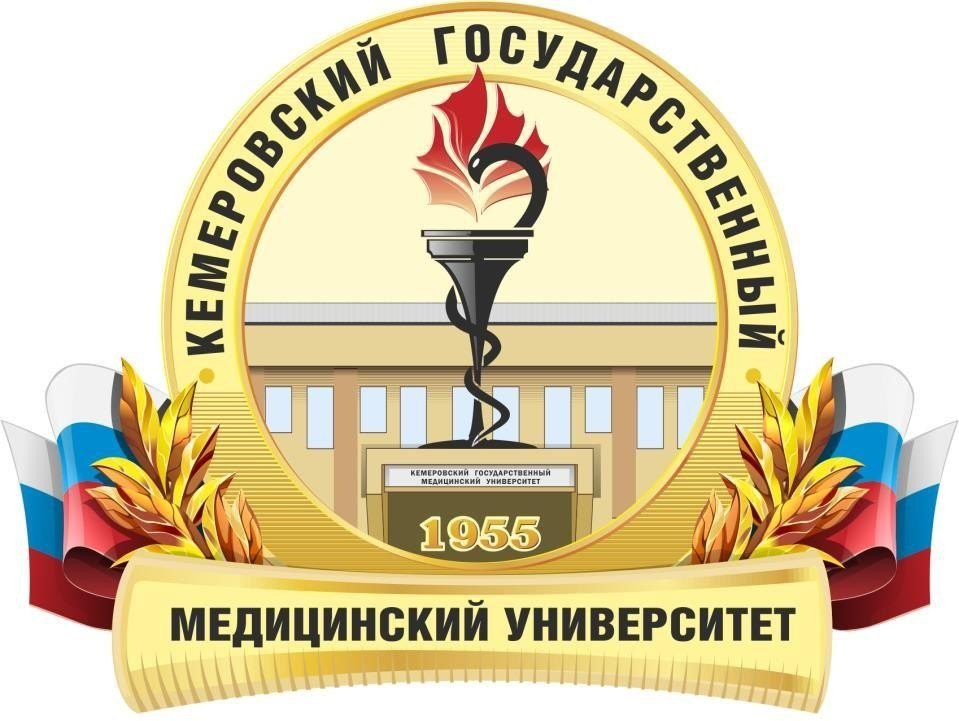 КЕМЕРОВСКИЙ ГОСУДАРСТВЕННЫЙ
КЕМЕРОВСКИЙ ГОСУДАРСТВЕННЫЙ
МЕДИЦИНСКИЙ УНИВЕРСИТЕТ
1955
МЕДИЦИНСКИЙ УНИВЕРСИТЕТ